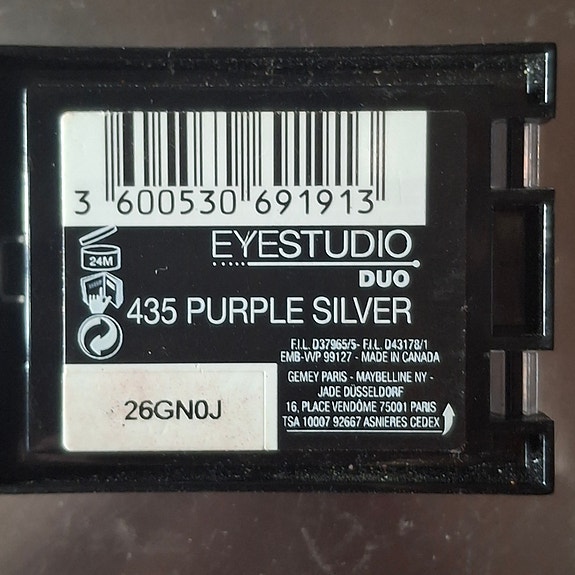 3 600530 691913
EYESTUDIO
24M
DUO
435 PURPLE SILVER
F.I.L. D37965/5- F.I.L. D43178/1
EMB-VVP 99127 - MADE IN CANADA
GEMEY PARIS - MAYBELLINE NY -
JADE DÜSSELDORF
16, PLACE VENDÔME 75001 PARIS
TSA 10007 92667 ASNIERES CEDEX
26GN0J